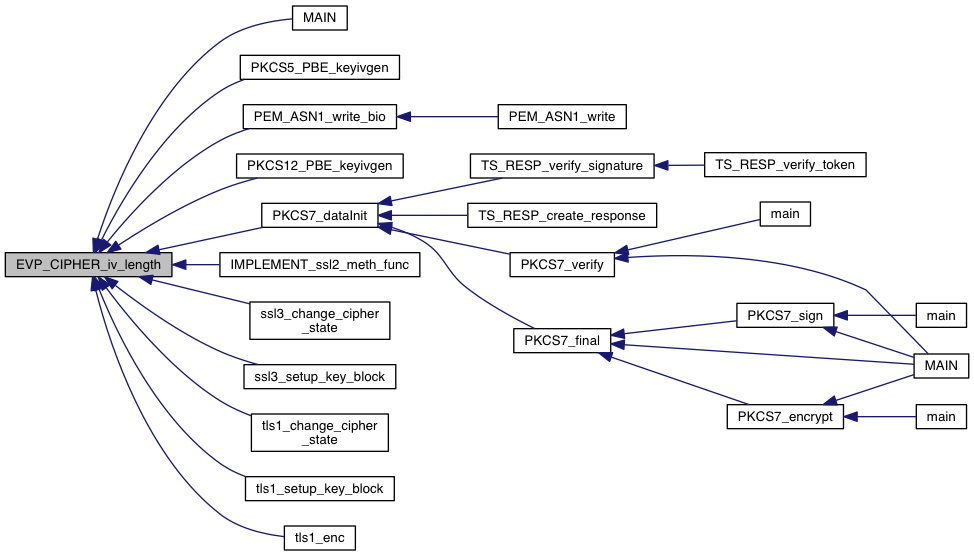 MAIN
PKCS5_PBE_keyivgen
PEM_ASN1_write_bio
PEM_ASN1_write
PKCS12_PBE_keyivgen
TS_RESP_verify_signature
TS_RESP_verify_token
PKCS7_dataInit
TS_RESP_create_response
main
EVP_CIPHER_iv_length
IMPLEMENT_ssl2_meth_func
PKCS7_verify
ssl3_change_cipher
_state
PKCS7_sign
main
PKCS7_final
MAIN
ssl3_setup_key_block
PKCS7_encrypt
main
tls1_change_cipher
_state
tls1_setup_key_block
tls1_enc